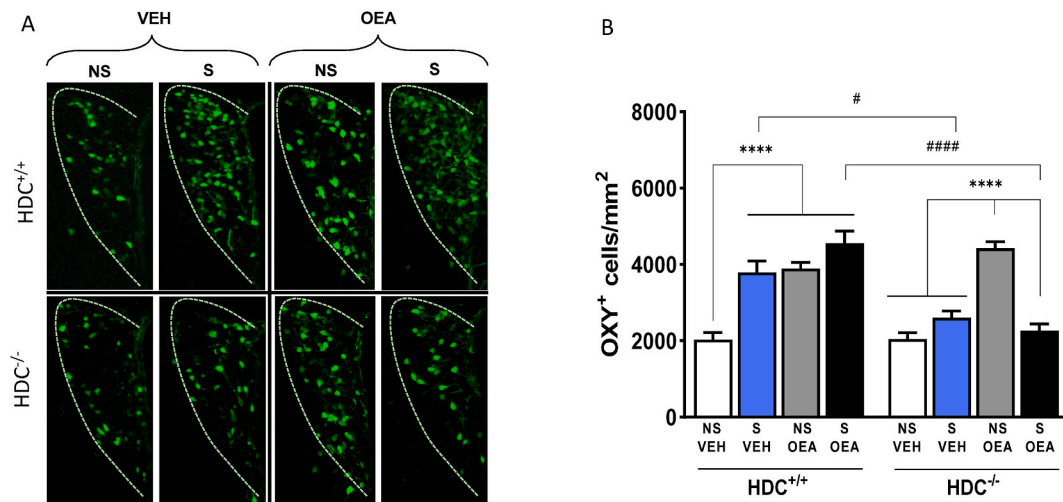 A
VEH OEA
NS S NS S
HDC+/+
HDC-/-
B
OXY+ cells/mm2
8000
6000
4000
2000
0
#
****
####
****
NS S NS S NS S NS S
VEH VEH OEA OEA VEH VEH OEA OEA
HDC+/+ HDC-/-